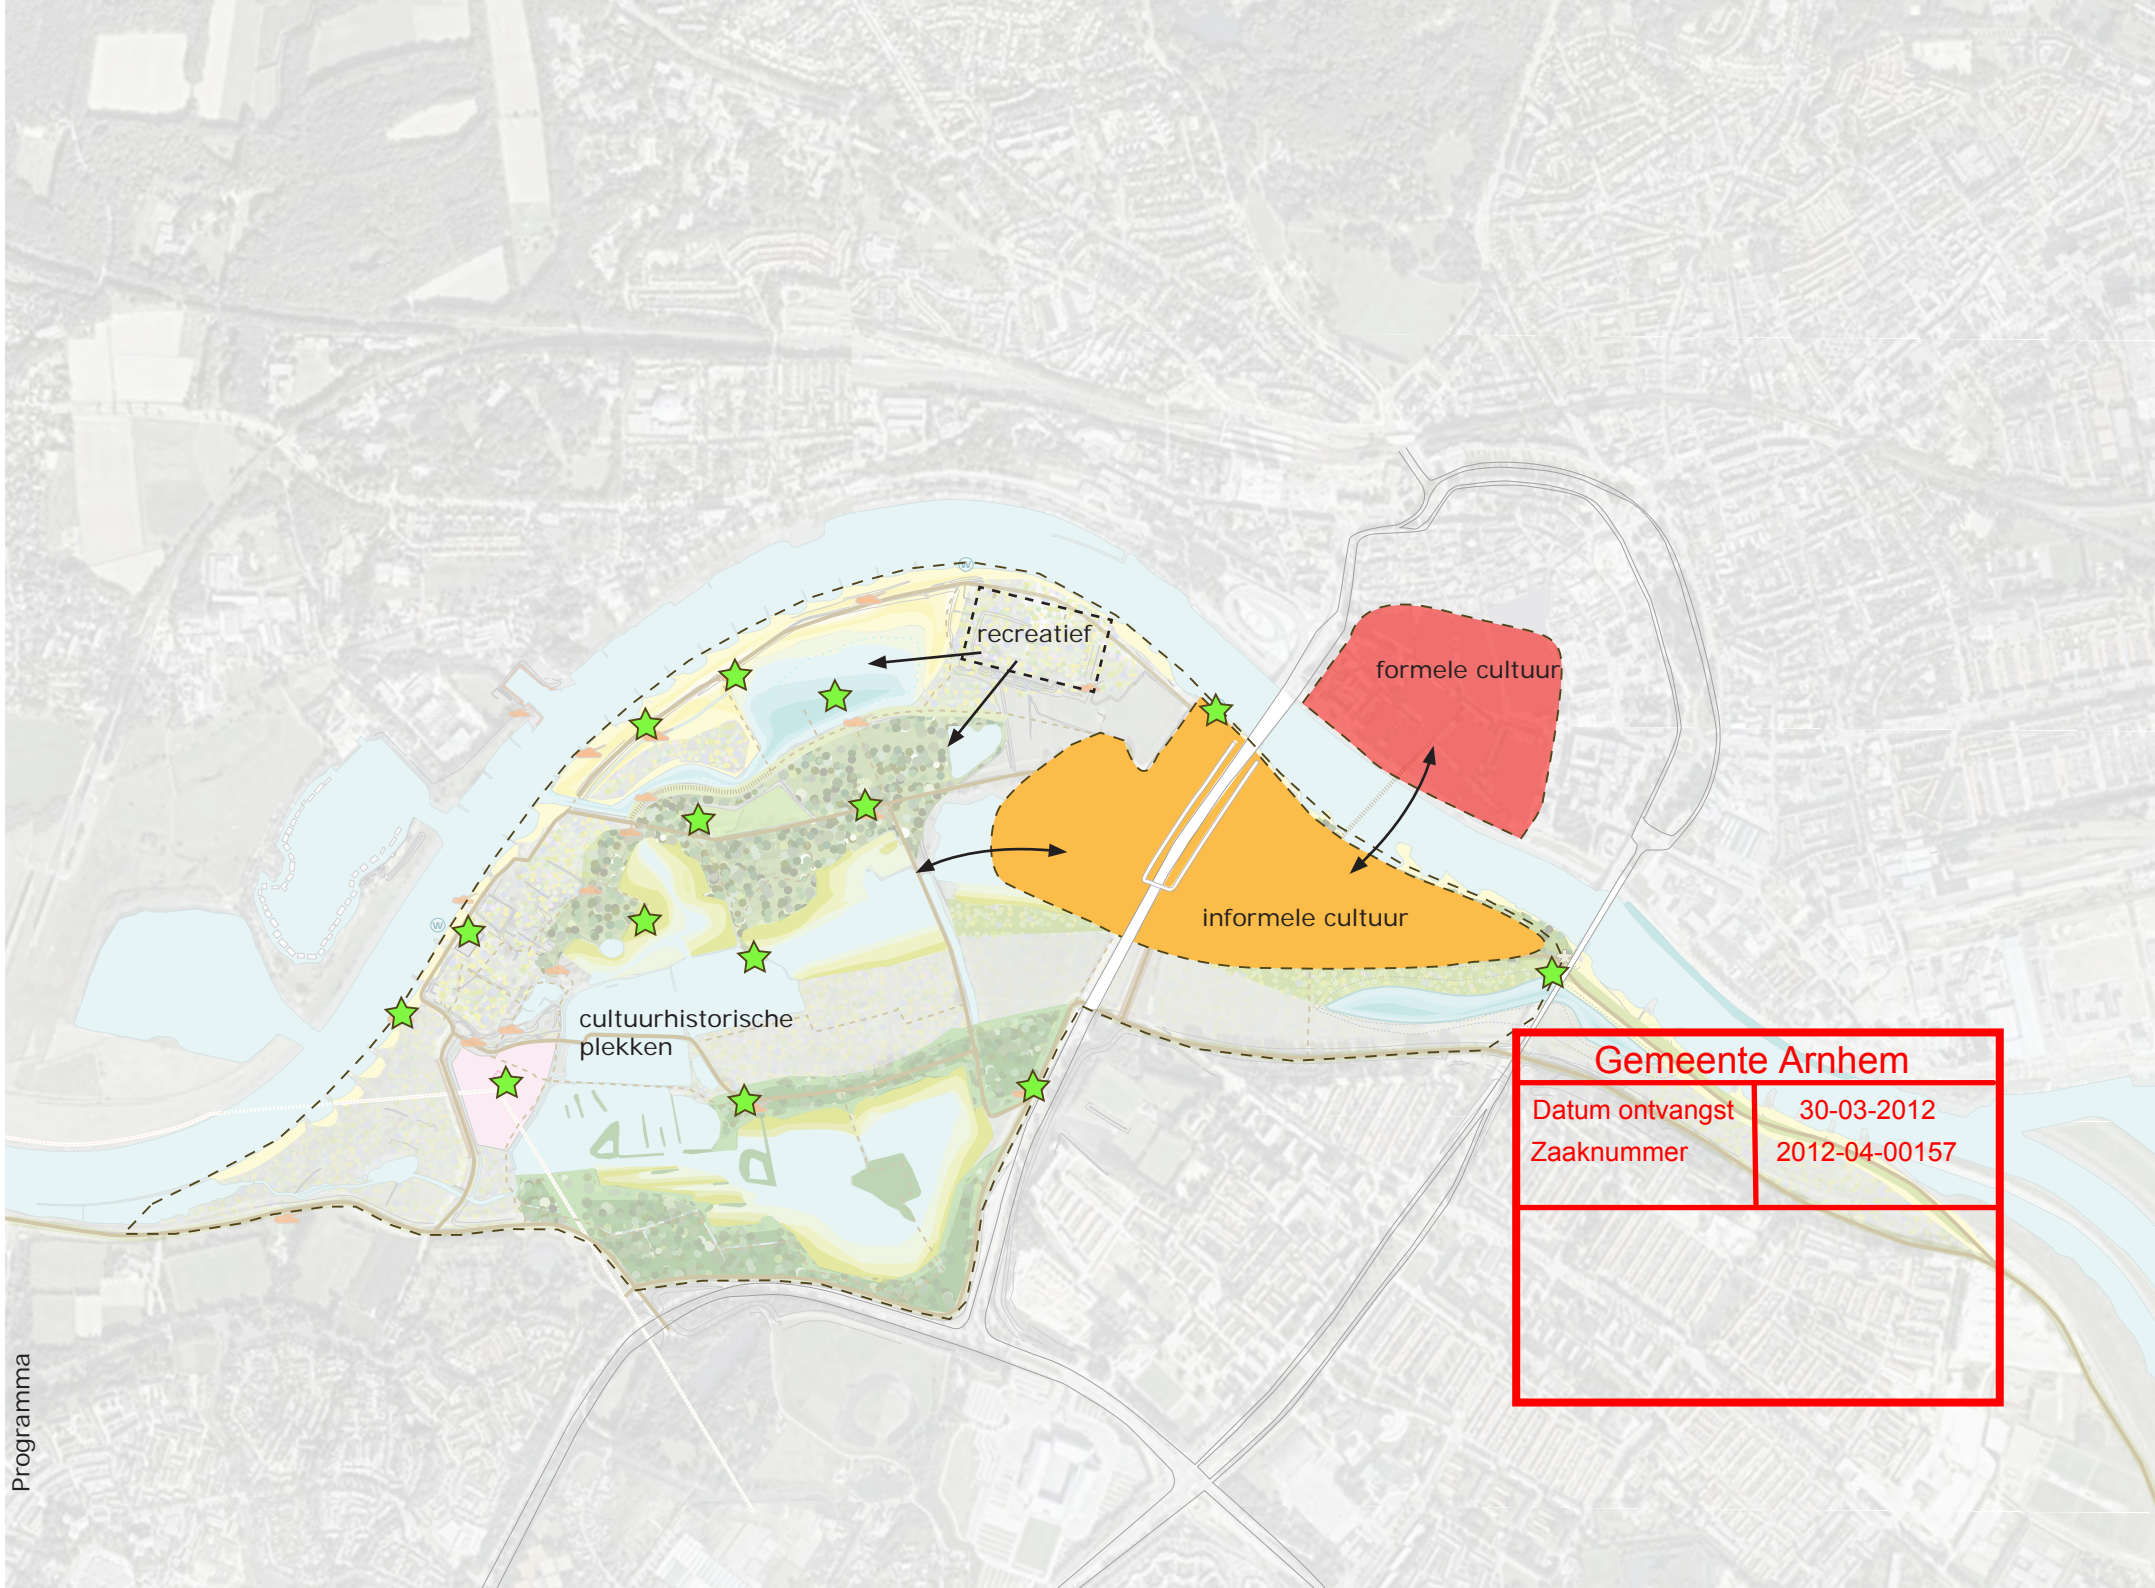 W
recreatief
formele cultuur
informele cultuur
W
cultuurhistorische
plekken
Gemeente Arnhem
Datum ontvangst 30-03-2012
Zaaknummer 2012-04-00157
Programma